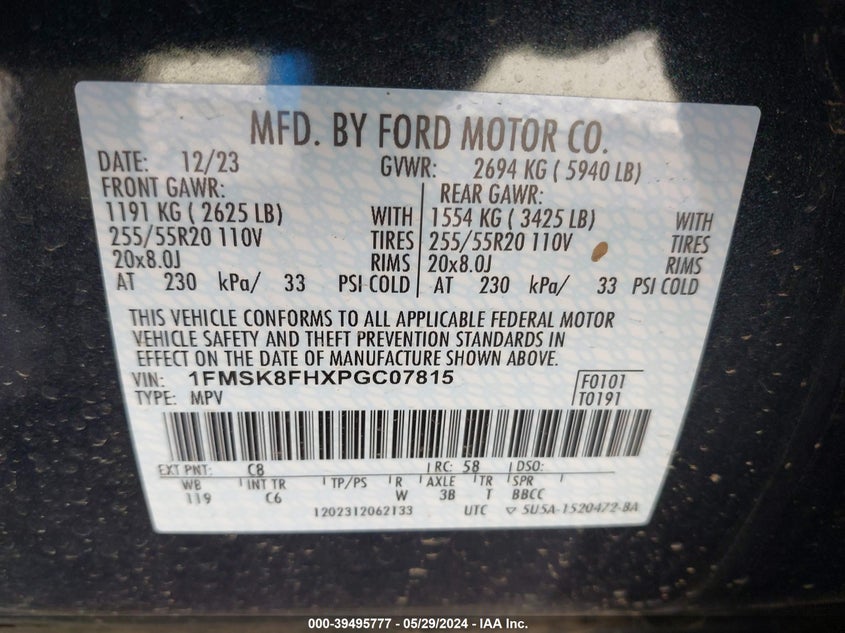 MFD. BY FORD MOTOR CO.
DATE: 12/23 GVWR: 2694 KG ( 5940 LB)
FRONT GAWR: REAR GAWR:
1191 KG ( 2625 LB) WITH 1554 KG ( 3425 LB) WITH
255/55R20 110V TIRES 255/55R20 110V TIRES
20x8.0J RIMS 20x8.0J RIMS
AT 230 kPa/ 33 PSI COLD AT 230 kPa/ 33 PSI COLD
THIS VEHICLE CONFORMS TO ALL APPLICABLE FEDERAL MOTOR
VEHICLE SAFETY AND THEFT PREVENTION STANDARDS IN
EFFECT ON THE DATE OF MANUFACTURE SHOWN ABOVE.
VIN: 1FMSK8FHXPGC07815 F0101
TYPE: MPV T0191
EXT PNT: C8 RC: 58 DSO:
WB INT TR TP/PS R AXLE TR SPR
119 C6 W 3B T BBCC
1202312062133 UTC ▽ SU5A-1520472-BA
000-39495777 - 05/29/2024 - IAA Inc.